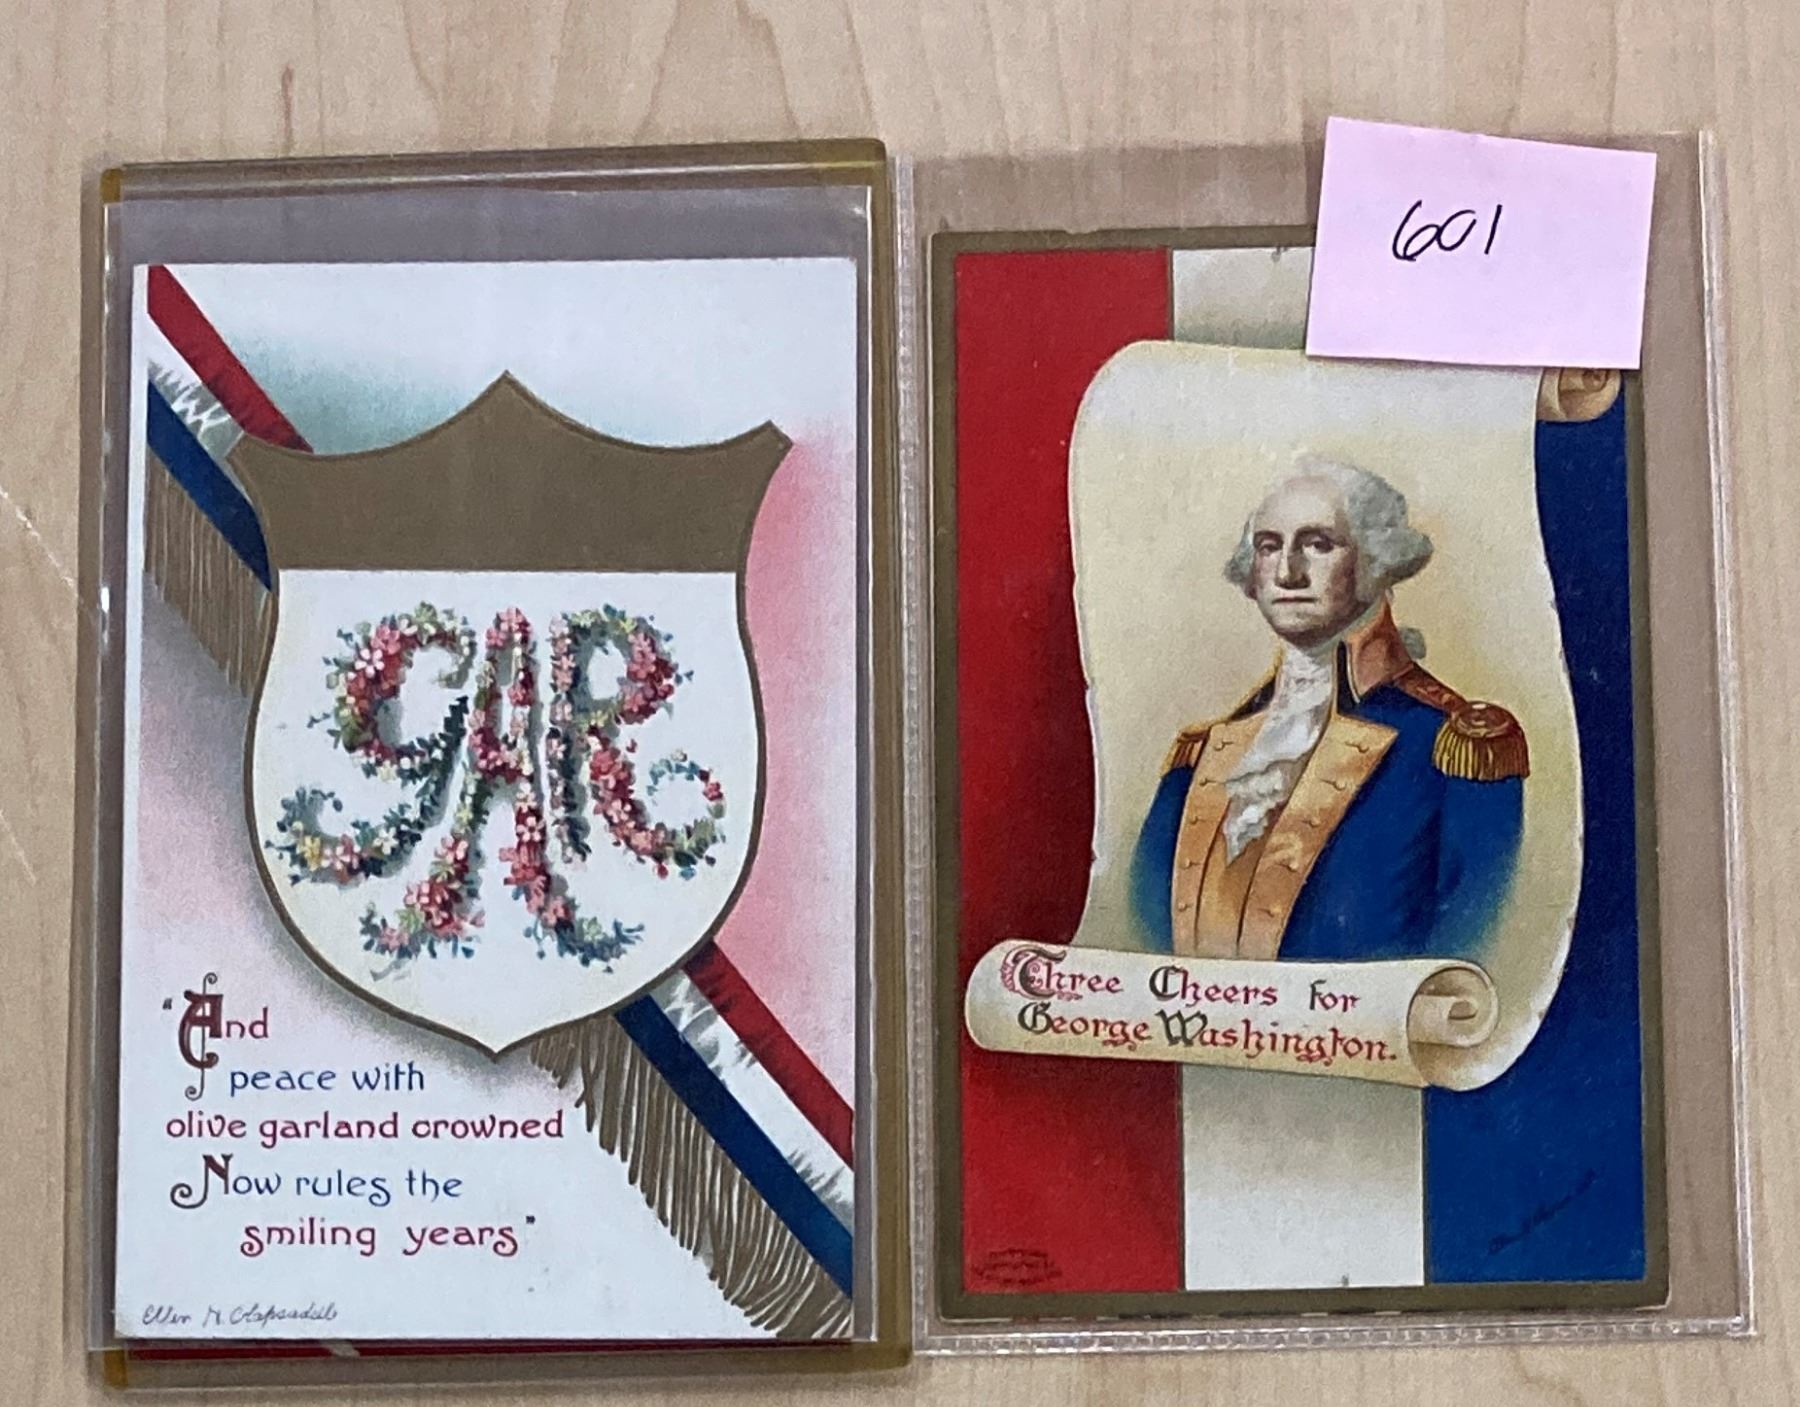 601
GAR
"And
peace with
olive garland crowned
Now rules the
smiling years"
Ellen H. Clapsaddle
Three Cheers for
George Washington.